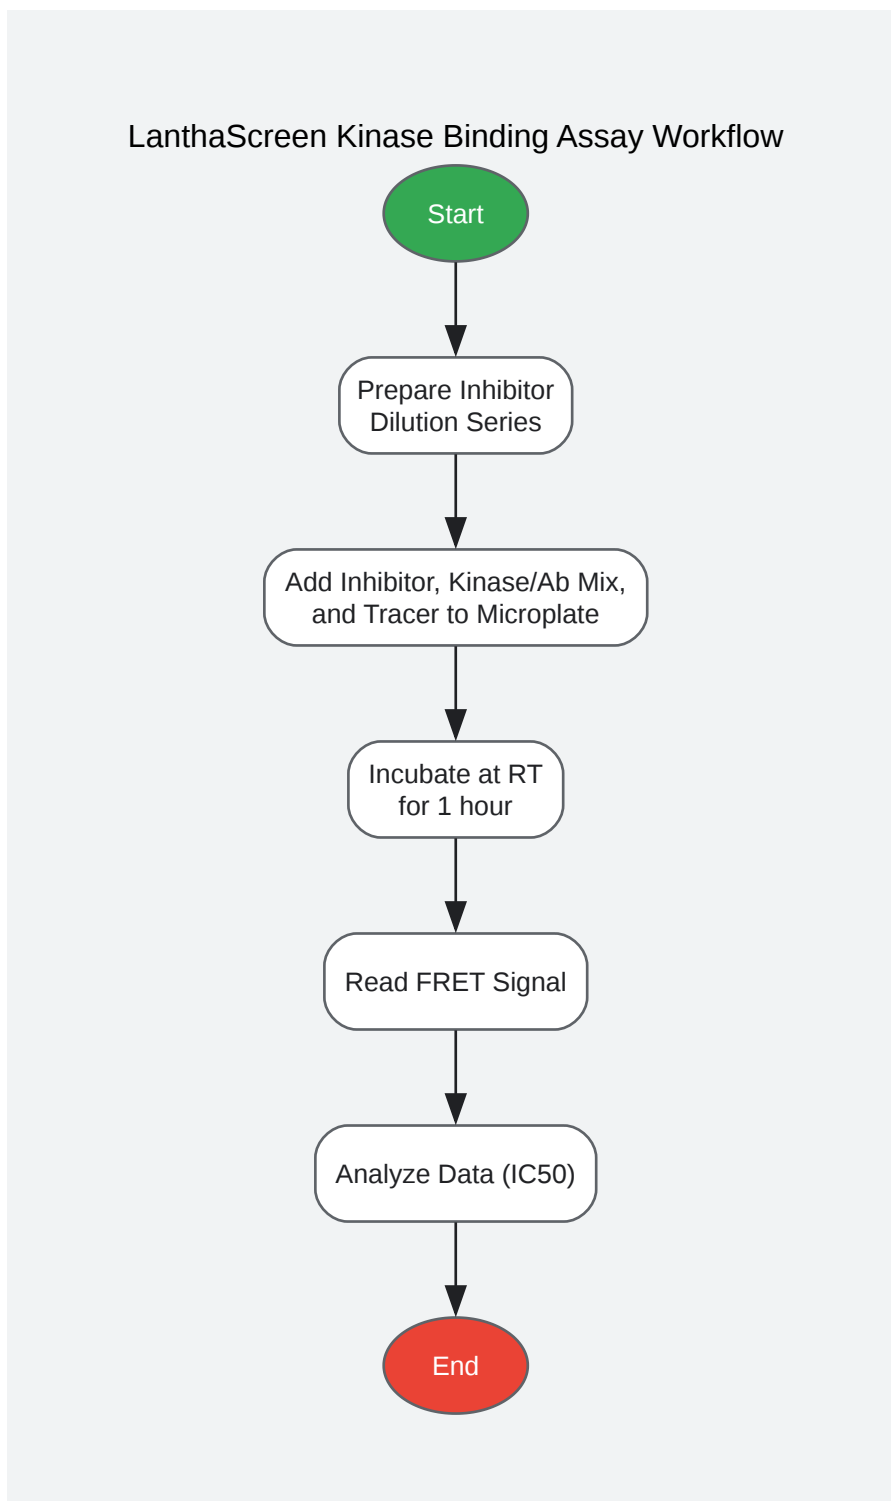 LanthaScreen Kinase Binding Assay Workflow
Start
Prepare Inhibitor
Dilution Series
Add Inhibitor, Kinase/Ab Mix,
and Tracer to Microplate
Incubate at RT
for 1 hour
Read FRET Signal
Analyze Data (IC50)
End